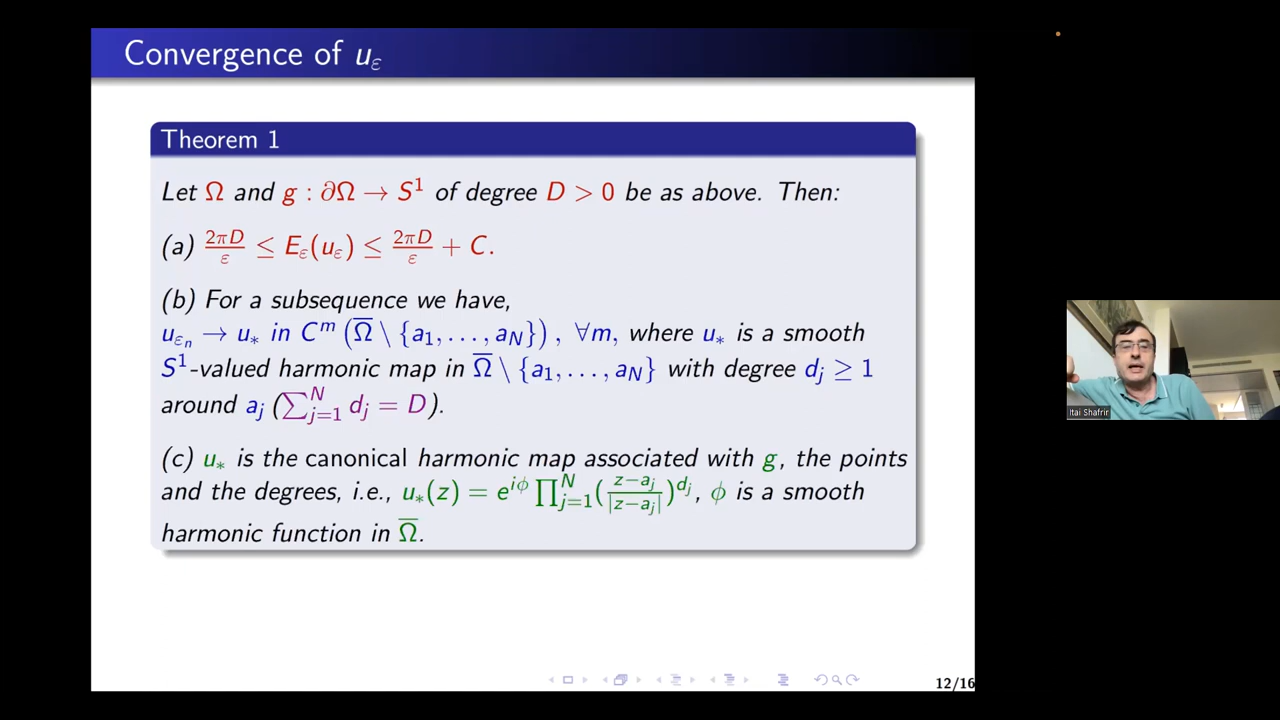 Convergence of u_ε
Theorem 1
Let Ω and g : ∂Ω → S¹ of degree D > 0 be as above. Then:
(a) 2πD/ε ≤ E_ε(u_ε) ≤ 2πD/ε + C.
(b) For a subsequence we have,
u_{ε_n} → u_* in C^m (Ω̅ \ {a_1, . . . , a_N}) , ∀m, where u_* is a smooth
S¹-valued harmonic map in Ω̅ \ {a_1, . . . , a_N} with degree d_j ≥ 1
around a_j (∑_{j=1}^N d_j = D).
(c) u_* is the canonical harmonic map associated with g, the points
and the degrees, i.e., u_*(z) = e^{iϕ} ∏_{j=1}^N (z−a_j/|z−a_j|)^{d_j}, ϕ is a smooth
harmonic function in Ω̅.
Itai Shafrir
12/16